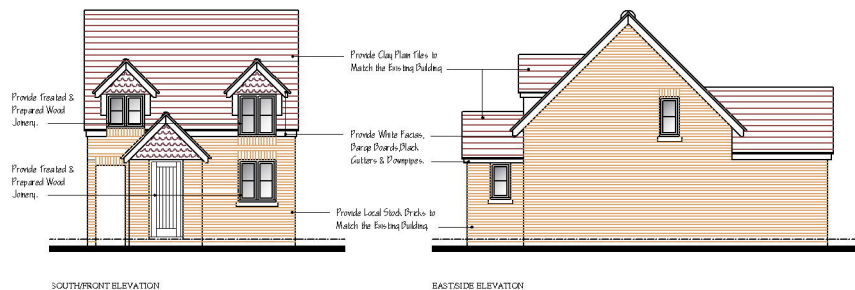 Provide Clay Plain Tiles to
Match the Existing Building
Provide Treated &
Prepared Wood
Joinery.
Provide White Facias,
Barge Boards,Black
Gutters & Downpipes.
Provide Treated &
Prepared Wood
Joinery.
Provide Local Stock Bricks to
Match the Existing Building.
SOUTH/FRONT ELEVATION
EAST/SIDE ELEVATION